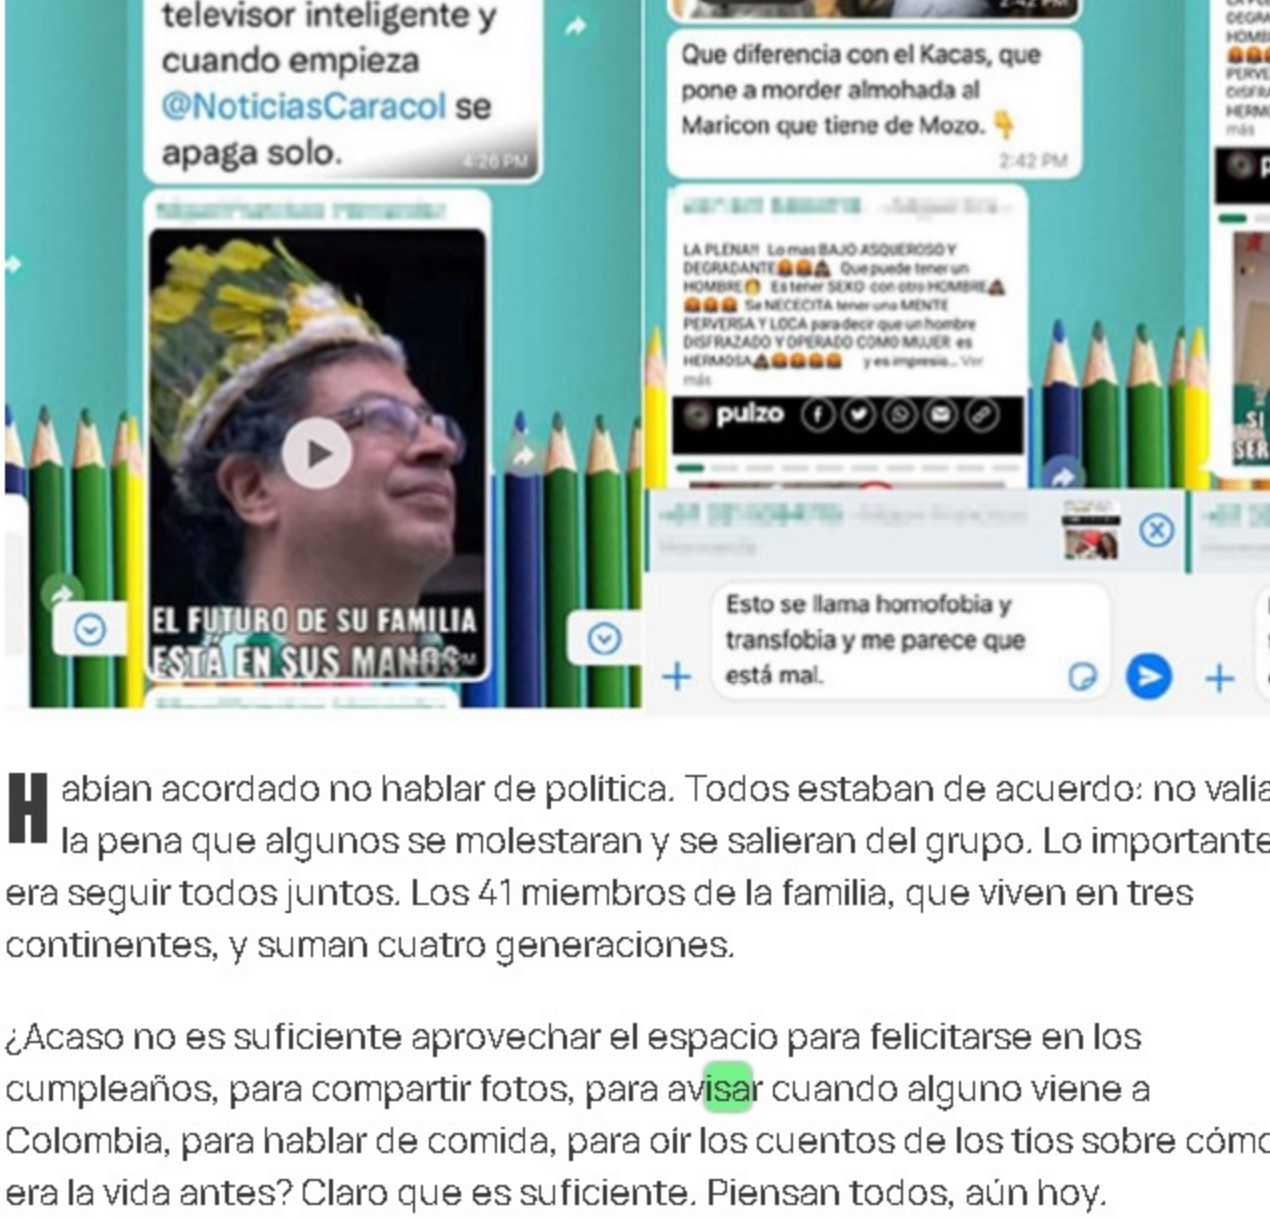 televisor inteligente y
cuando empieza
@NoticiasCaracol se
apaga solo.
4:26 PM
EL FUTURO DE SU FAMILIA
ESTÁ EN SUS MANOS
Que diferencia con el Kacas, que
pone a morder almohada al
Maricon que tiene de Mozo. 👇
2:42 PM
LA PLENA!! Lo mas BAJO ASQUEROSO Y
DEGRADANTE🤬🤬💩 Que puede tener un
HOMBRE Es tener SEXO con otro HOMBRE💩
🤬🤬🤬 Se NECECITA tener una MENTE
PERVERSA Y LOCA para decir que un hombre
DISFRAZADO Y OPERADO COMO MUJER es
HERMOSA💩🤬🤬🤬🤬 y es impresio... Ver
más
pulzo
Esto se llama homofobia y
transfobia y me parece que
está mal.
más
SI
SER
Habían acordado no hablar de política. Todos estaban de acuerdo: no valía
la pena que algunos se molestaran y se salieran del grupo. Lo importante
era seguir todos juntos. Los 41 miembros de la familia, que viven en tres
continentes, y suman cuatro generaciones.
¿Acaso no es suficiente aprovechar el espacio para felicitarse en los
cumpleaños, para compartir fotos, para avisar cuando alguno viene a
Colombia, para hablar de comida, para oír los cuentos de los tíos sobre cómo
era la vida antes? Claro que es suficiente. Piensan todos, aún hoy.